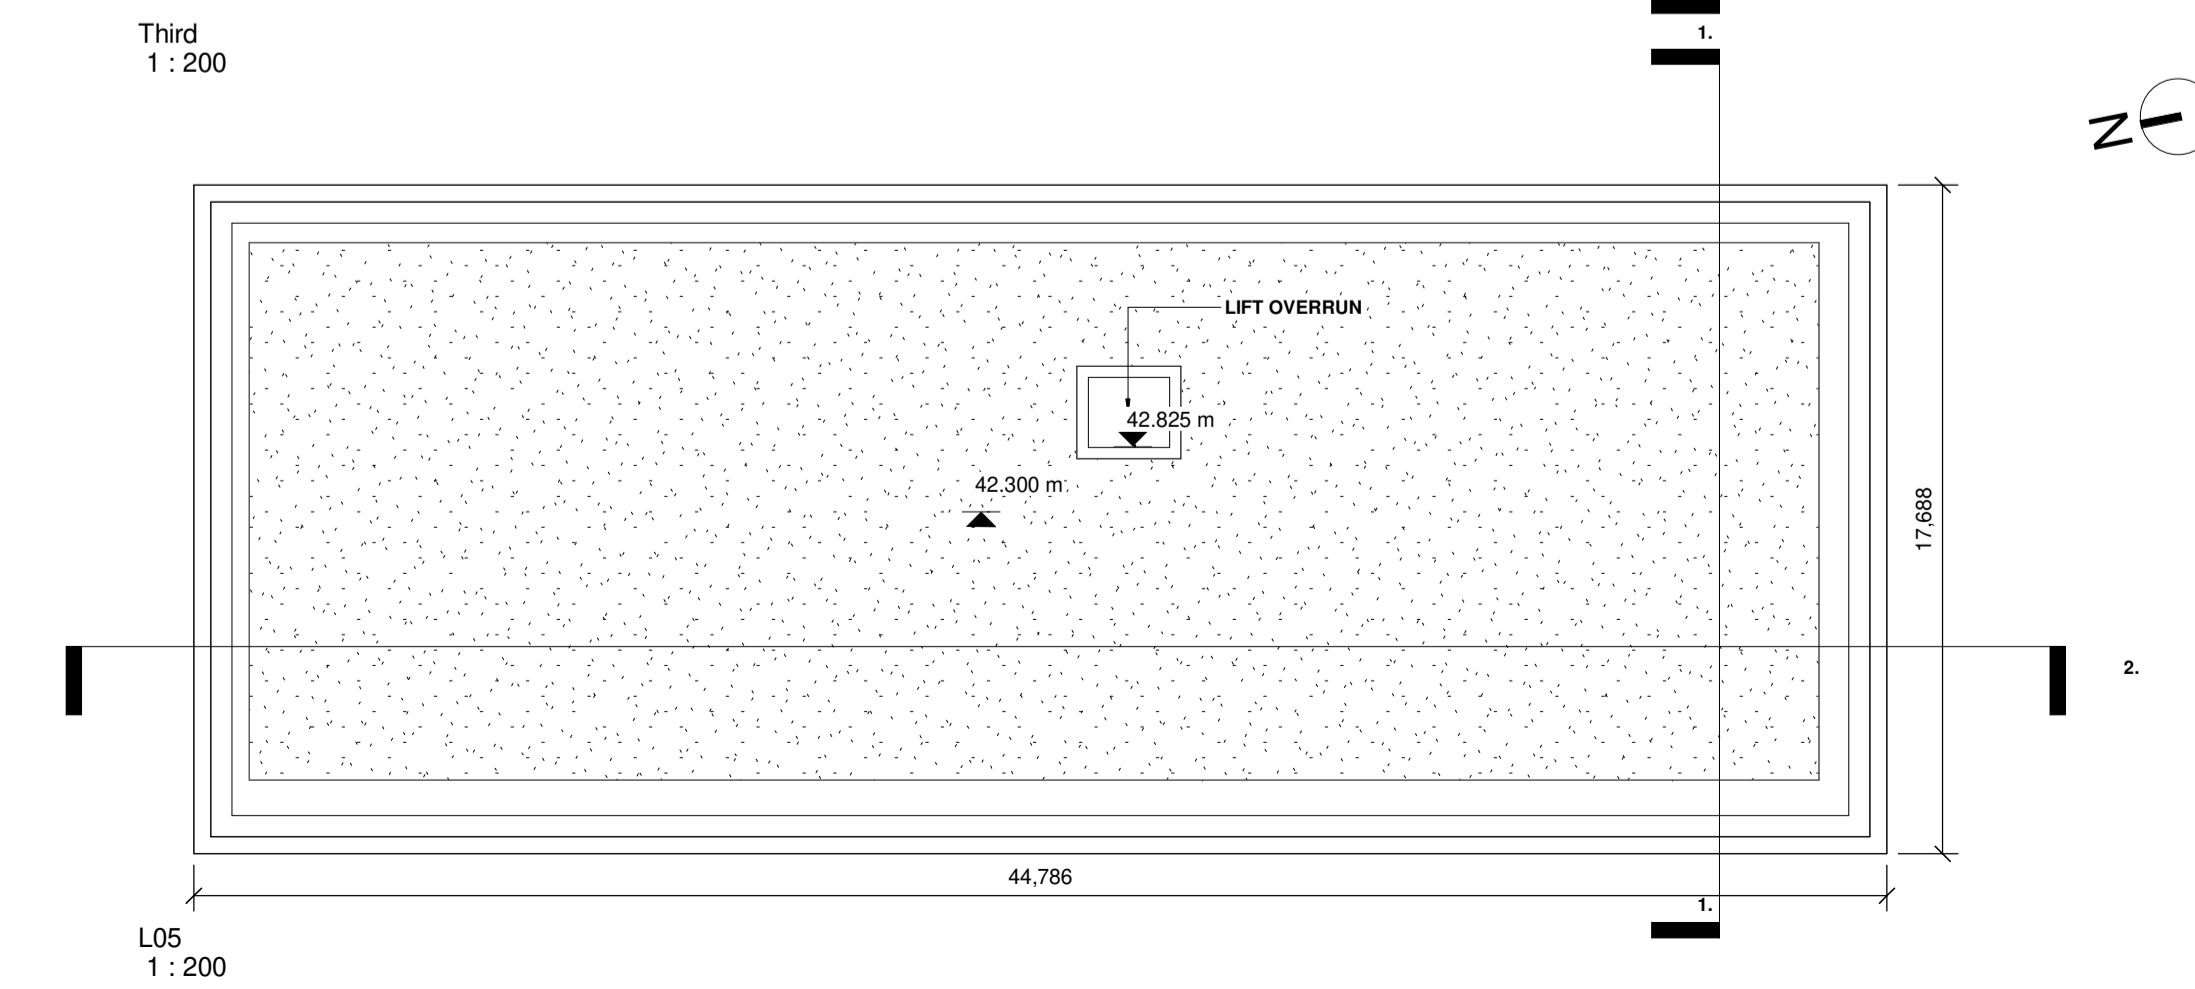 Third
1 : 200
1.
N
LIFT OVERRUN
42.825 m
42.300 m
17,688
2.
44,786
1.
L05
1 : 200